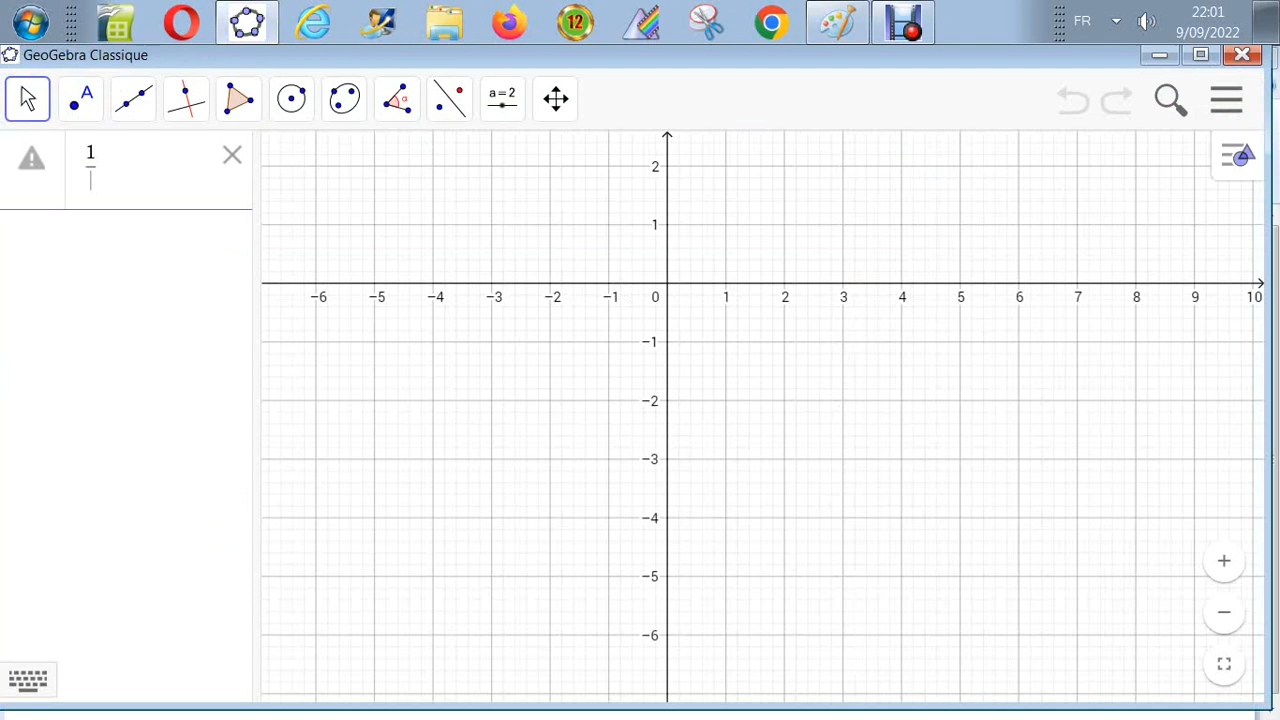 12
FR
22:01
9/09/2022
GeoGebra Classique
A
α
a=2
1
2
1
−6 −5 −4 −3 −2 −1 0 1 2 3 4 5 6 7 8 9 10
−1
−2
−3
−4
−5
−6